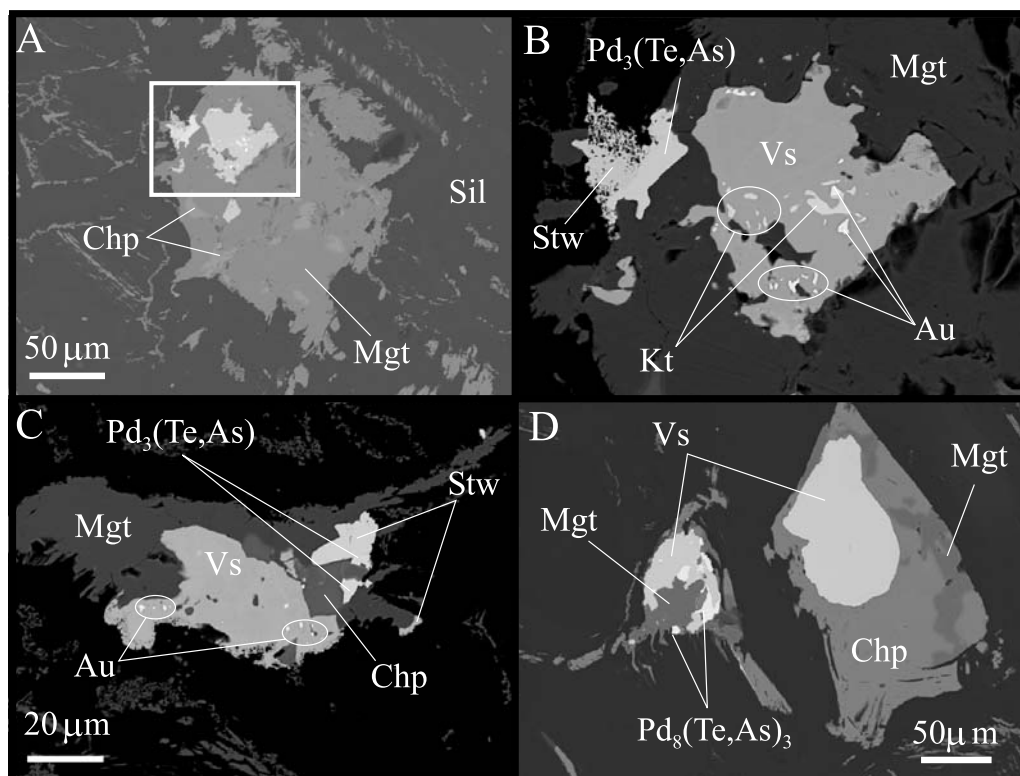 A
Sil
Chp
Mgt
50 μm
B
Pd₃(Te,As)
Mgt
Vs
Stw
Kt
Au
C
Pd₃(Te,As)
Stw
Mgt
Vs
Au
Chp
20 μm
D
Vs
Mgt
Mgt
Chp
Pd₈(Te,As)₃
50μm